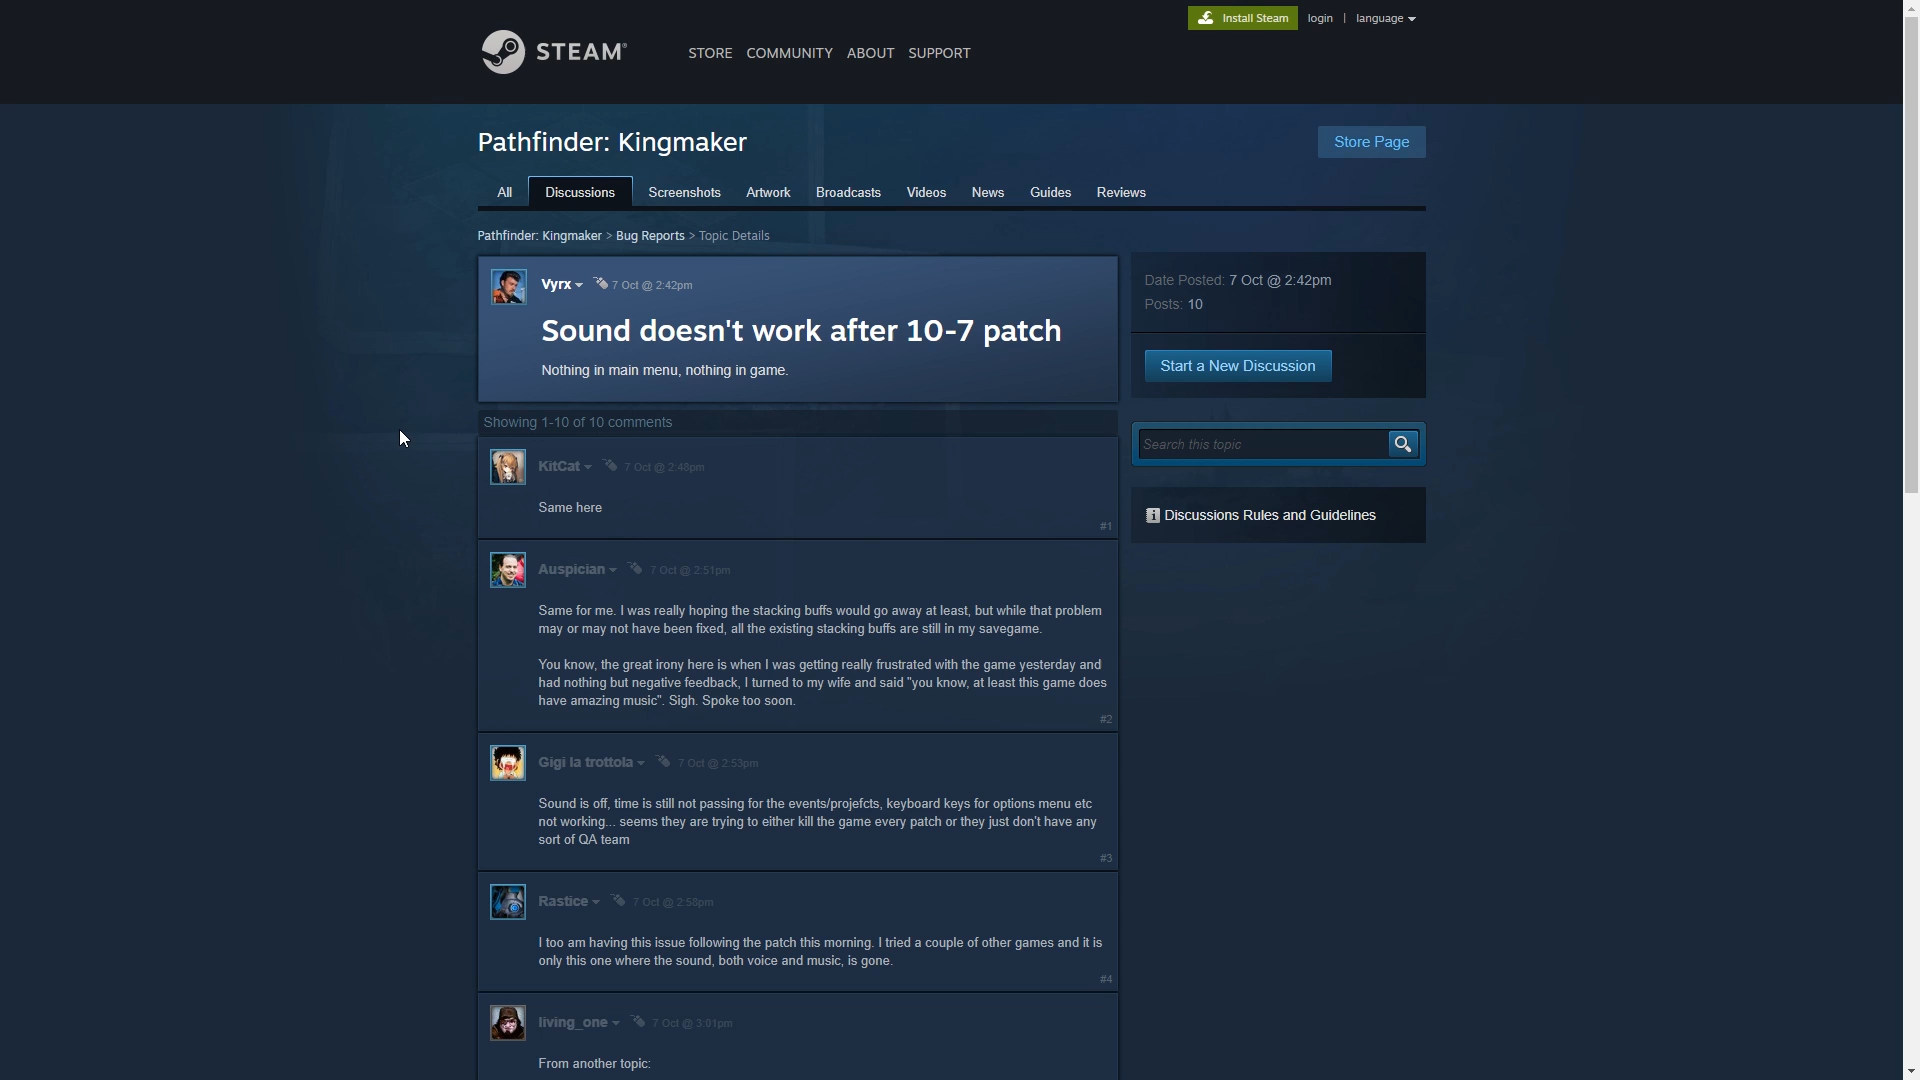 Install Steam login | language
STEAM
STORE COMMUNITY ABOUT SUPPORT
Pathfinder: Kingmaker
Store Page
All Discussions Screenshots Artwork Broadcasts Videos News Guides Reviews
Pathfinder: Kingmaker > Bug Reports > Topic Details
Vyrx 7 Oct @ 2:42pm
Sound doesn't work after 10-7 patch
Nothing in main menu, nothing in game.
Date Posted: 7 Oct @ 2:42pm
Posts: 10
Start a New Discussion
Search this topic
Discussions Rules and Guidelines
Showing 1-10 of 10 comments
KitCat 7 Oct @ 2:48pm
Same here
#1
Auspician 7 Oct @ 2:51pm
Same for me. I was really hoping the stacking buffs would go away at least, but while that problem
may or may not have been fixed, all the existing stacking buffs are still in my savegame.
You know, the great irony here is when I was getting really frustrated with the game yesterday and
had nothing but negative feedback, I turned to my wife and said "you know, at least this game does
have amazing music". Sigh. Spoke too soon.
#2
Gigi la trottola 7 Oct @ 2:53pm
Sound is off, time is still not passing for the events/projefcts, keyboard keys for options menu etc
not working... seems they are trying to either kill the game every patch or they just don't have any
sort of QA team
#3
Rastice 7 Oct @ 2:58pm
I too am having this issue following the patch this morning. I tried a couple of other games and it is
only this one where the sound, both voice and music, is gone.
#4
living_one 7 Oct @ 3:01pm
From another topic: